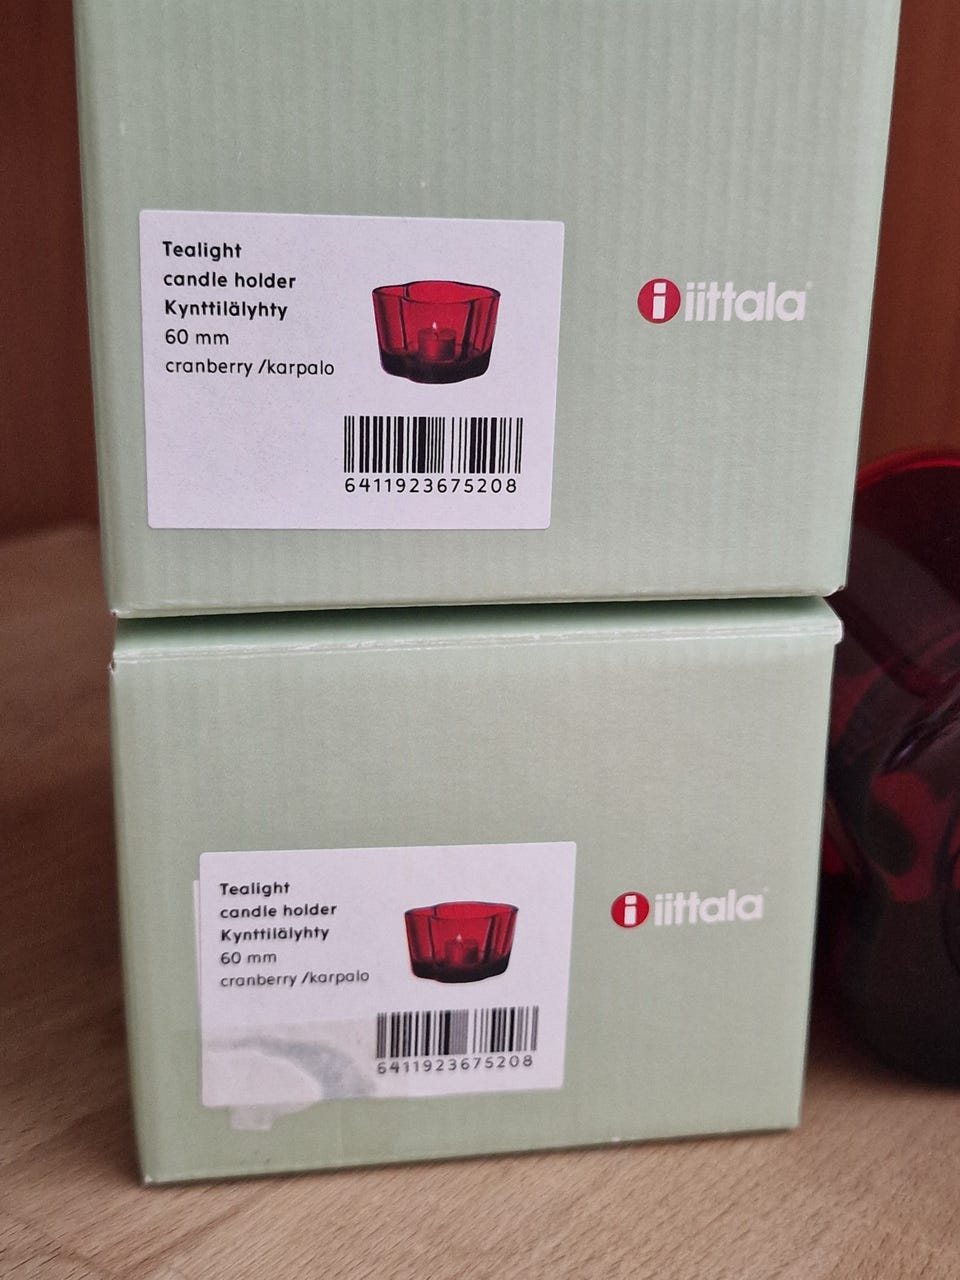 Tealight
candle holder
Kynttilälyhty
60 mm
cranberry /karpalo
6411923675208
i iittala®
Tealight
candle holder
Kynttilälyhty
60 mm
cranberry /karpalo
6411923675208
i iittala®